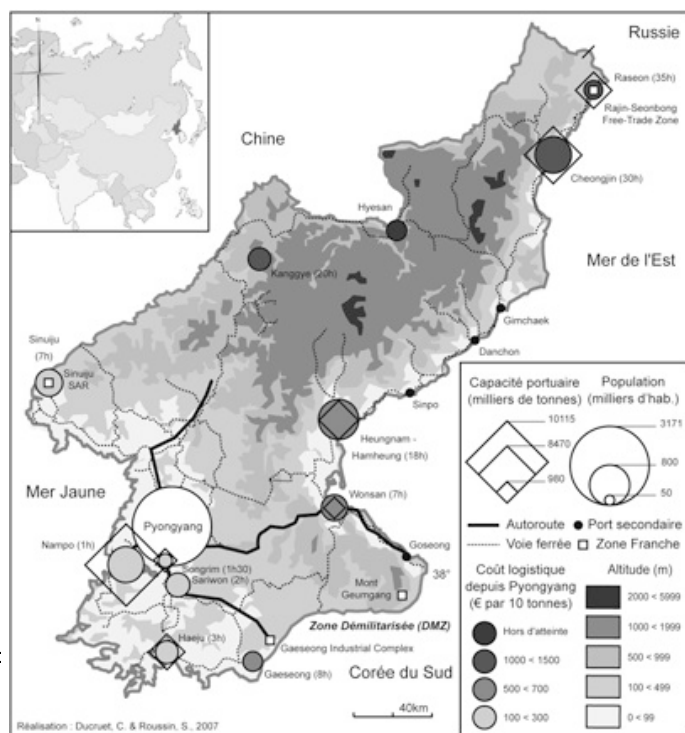 Russie
Raseon (35h)
Rajin-Seonbong
Free-Trade Zone
Chine
Cheongjin (30h)
Hyesan
Mer de l'Est
Kanggye (20h)
Gimchaek
Danchon
Sinuiju
(7h)
Sinuiju
SAR
Sinpo
Heungnam -
Hamheung (18h)
Mer Jaune
Pyongyang
Wonsan (7h)
Nampo (1h)
Songrim (1h30)
Sariwon (2h)
Goseong
38°
Mont
Geumgang
Zone Démilitarisée (DMZ)
Haeju (3h)
Gaeseong Industrial Complex
Gaeseong (8h)
Corée du Sud
40km
Réalisation : Ducruet, C. & Roussin, S., 2007
Capacité portuaire
(milliers de tonnes)
10115
8470
980
Population
(milliers d'hab.)
3171
800
50
Autoroute
Port secondaire
Voie ferrée
Zone Franche
Coût logistique
depuis Pyongyang
(€ par 10 tonnes)
Hors d'atteinte
1000 < 1500
500 < 700
100 < 300
Altitude (m)
2000 < 5999
1000 < 1999
500 < 999
100 < 499
0 < 99